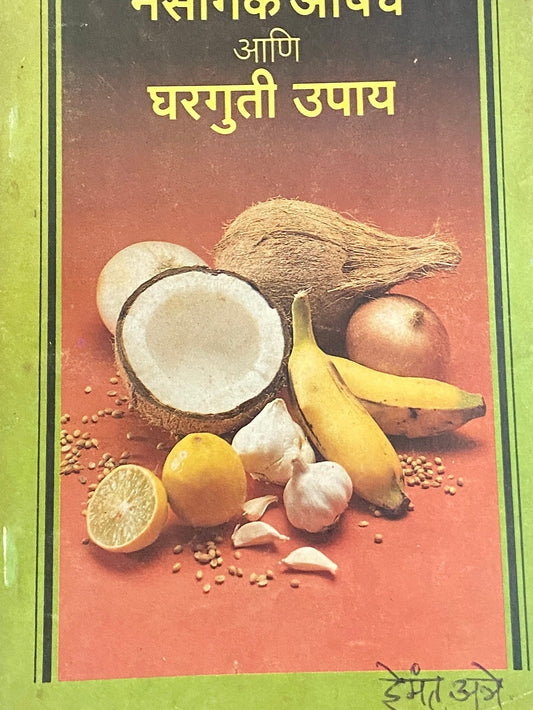 नैसर्गिक औषधे
आणि
घरगुती उपाय
हेमंत अत्रे